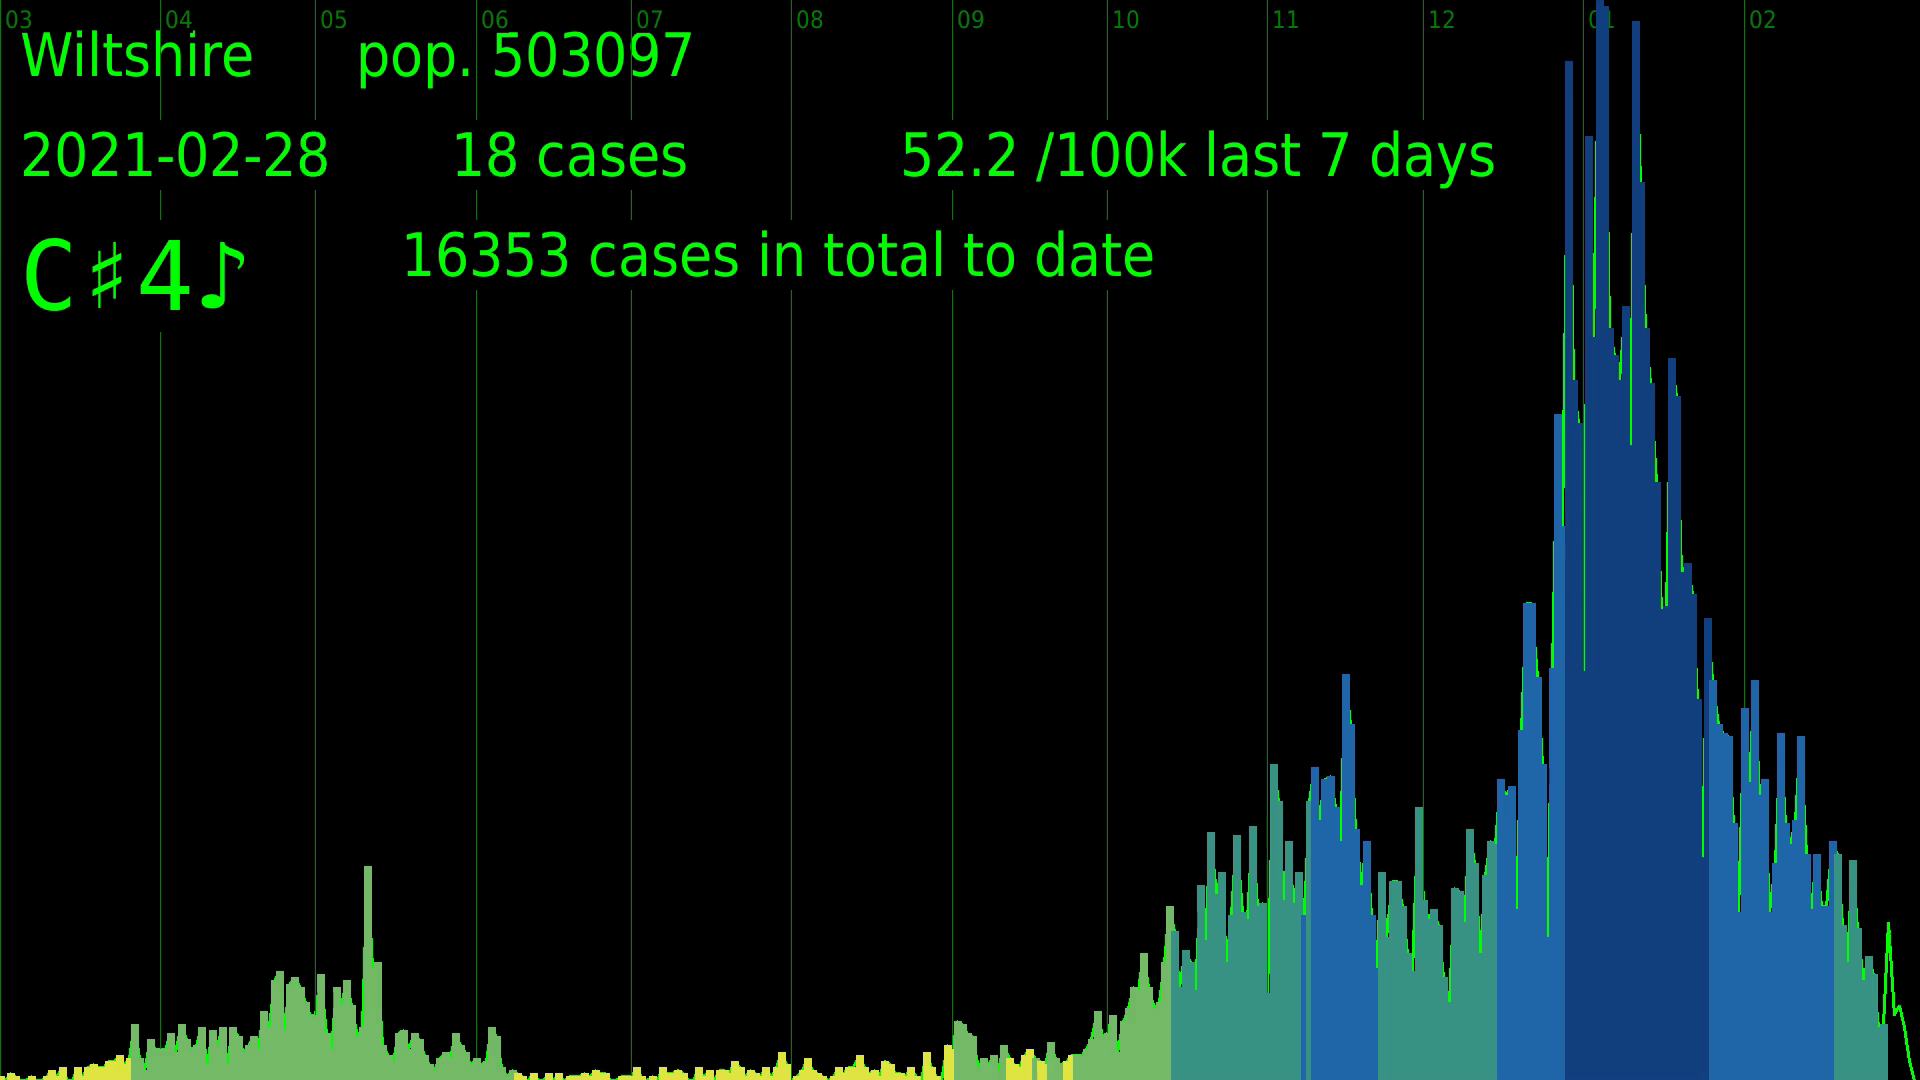 03 04 05 06 07 08 09 10 11 12 01 02
Wiltshire pop. 503097
2021-02-28 18 cases 52.2 /100k last 7 days
C♯4♪ 16353 cases in total to date